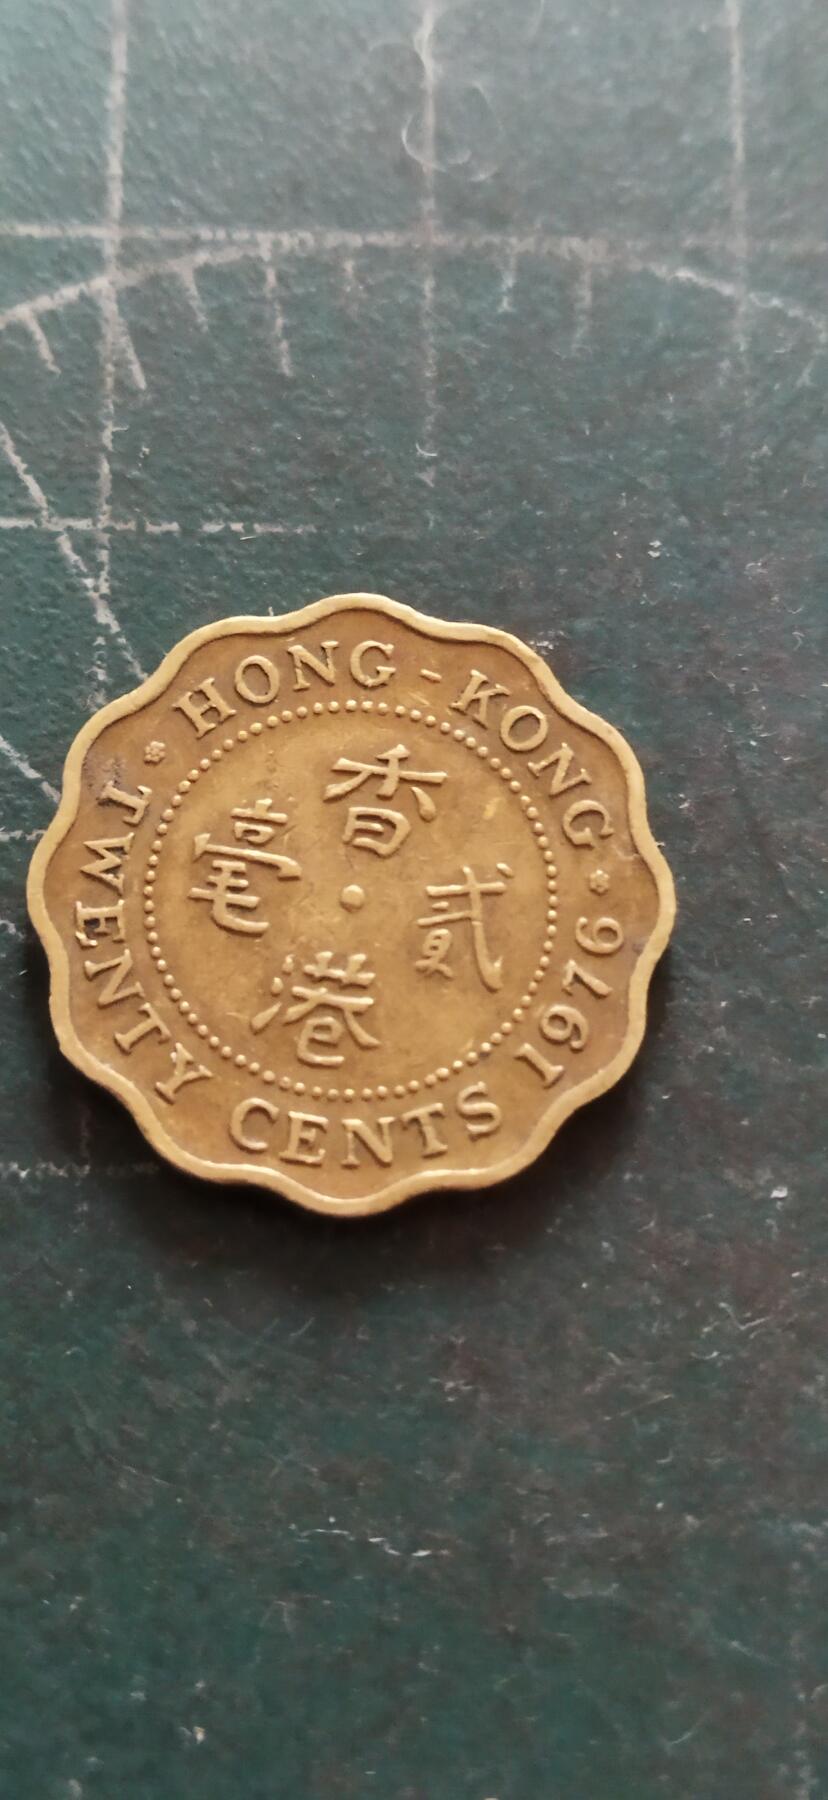 HONG - KONG
香港
貳毫
TWENTY CENTS 1976